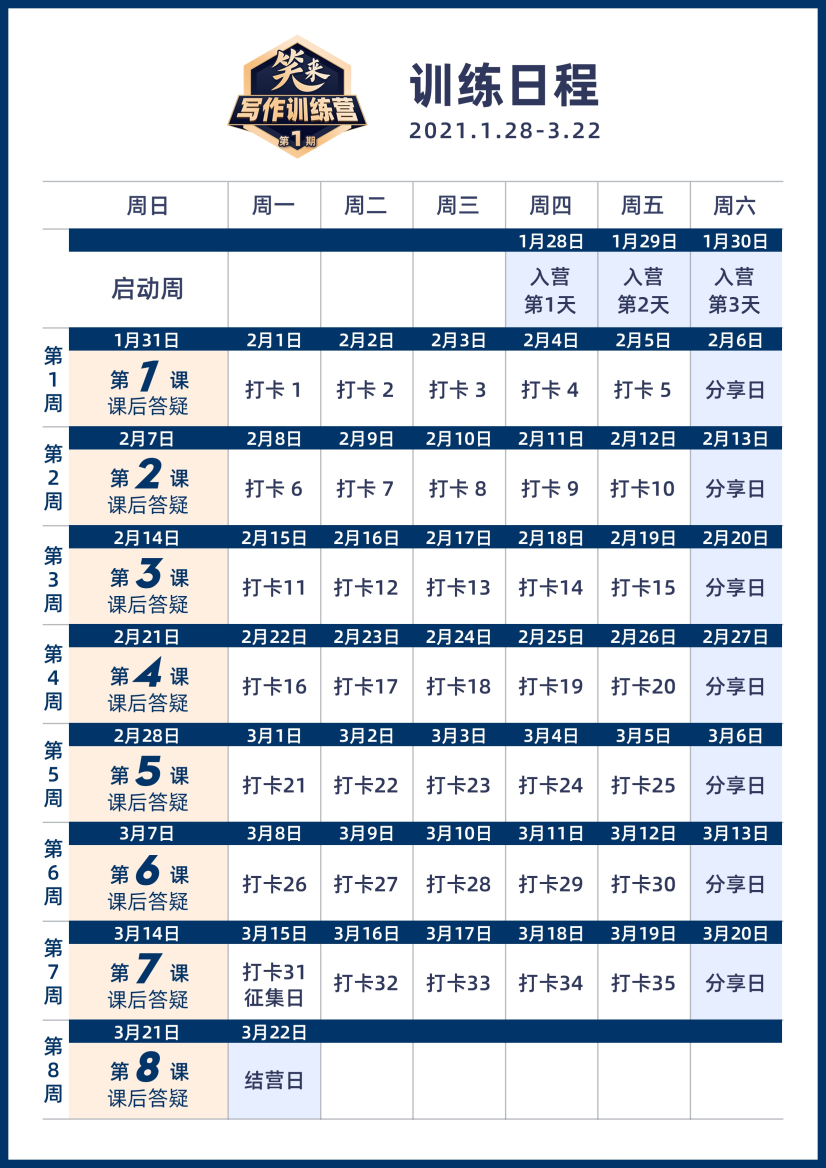 笑来
写作训练营
第1期
训练日程
2021.1.28-3.22
周日 周一 周二 周三 周四 周五 周六
1月28日 1月29日 1月30日
启动周 入营 入营 入营
第1天 第2天 第3天
第1周
1月31日 2月1日 2月2日 2月3日 2月4日 2月5日 2月6日
第1课 打卡 1 打卡 2 打卡 3 打卡 4 打卡 5 分享日
课后答疑
第2周
2月7日 2月8日 2月9日 2月10日 2月11日 2月12日 2月13日
第2课 打卡 6 打卡 7 打卡 8 打卡 9 打卡10 分享日
课后答疑
第3周
2月14日 2月15日 2月16日 2月17日 2月18日 2月19日 2月20日
第3课 打卡11 打卡12 打卡13 打卡14 打卡15 分享日
课后答疑
第4周
2月21日 2月22日 2月23日 2月24日 2月25日 2月26日 2月27日
第4课 打卡16 打卡17 打卡18 打卡19 打卡20 分享日
课后答疑
第5周
2月28日 3月1日 3月2日 3月3日 3月4日 3月5日 3月6日
第5课 打卡21 打卡22 打卡23 打卡24 打卡25 分享日
课后答疑
第6周
3月7日 3月8日 3月9日 3月10日 3月11日 3月12日 3月13日
第6课 打卡26 打卡27 打卡28 打卡29 打卡30 分享日
课后答疑
第7周
3月14日 3月15日 3月16日 3月17日 3月18日 3月19日 3月20日
第7课 打卡31 打卡32 打卡33 打卡34 打卡35 分享日
课后答疑 征集日
第8周
3月21日 3月22日
第8课 结营日
课后答疑